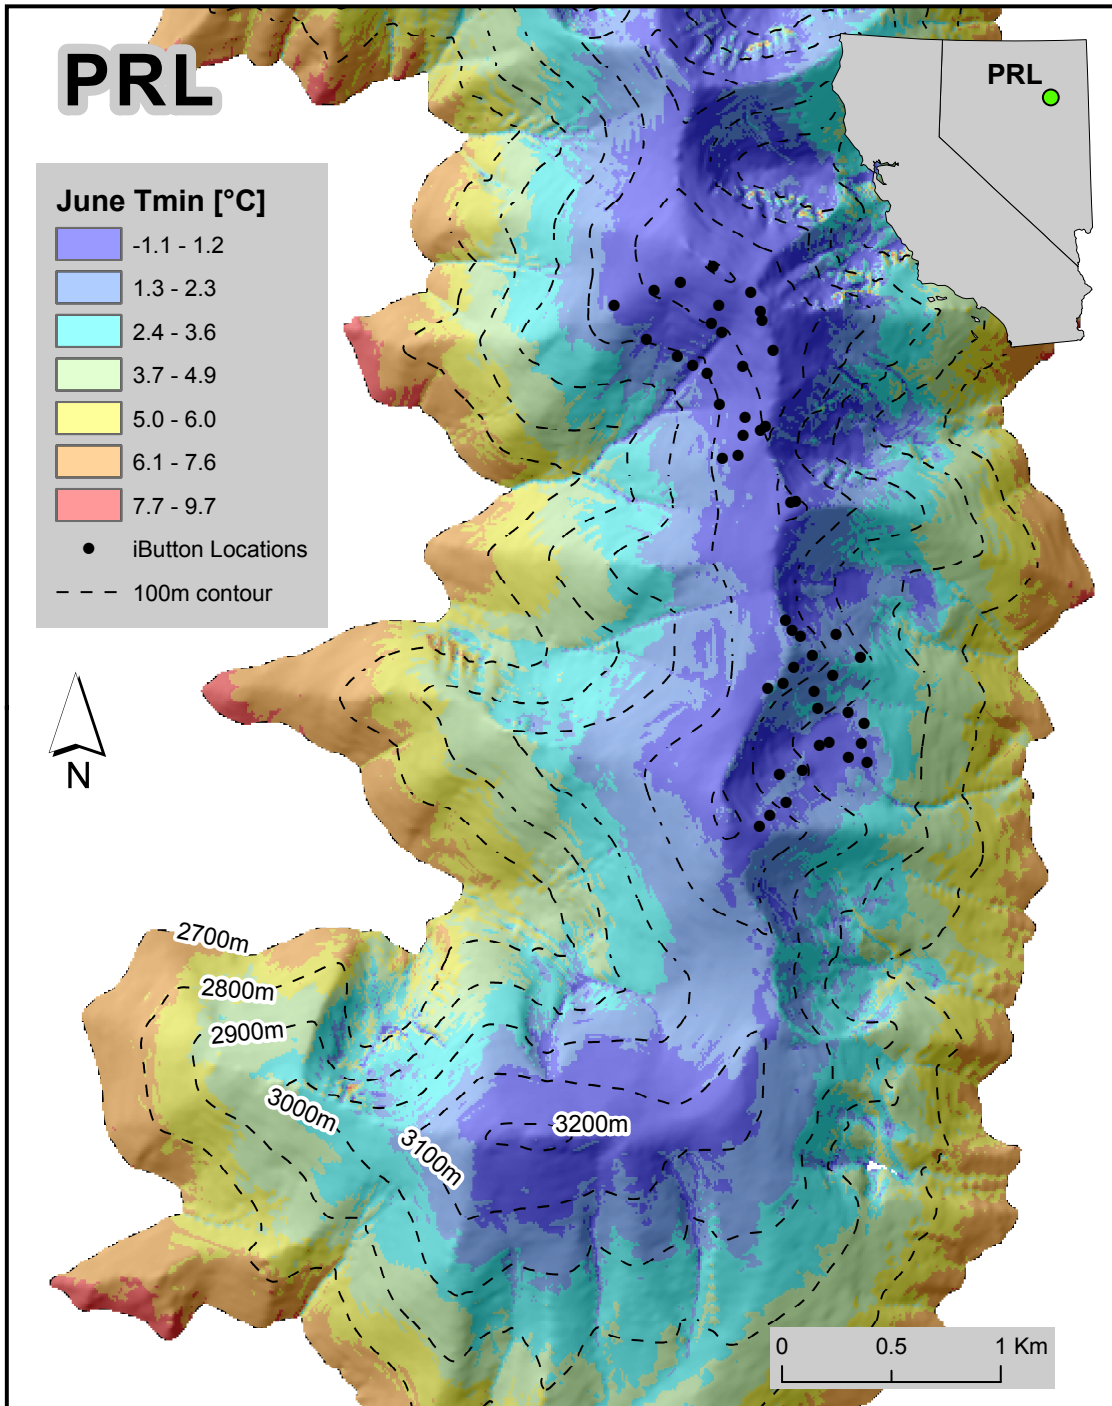 PRL
PRL
June Tmin [°C]
-1.1 - 1.2
1.3 - 2.3
2.4 - 3.6
3.7 - 4.9
5.0 - 6.0
6.1 - 7.6
7.7 - 9.7
iButton Locations
100m contour
N
2700m
2800m
2900m
3000m
3100m
3200m
0 0.5 1 Km